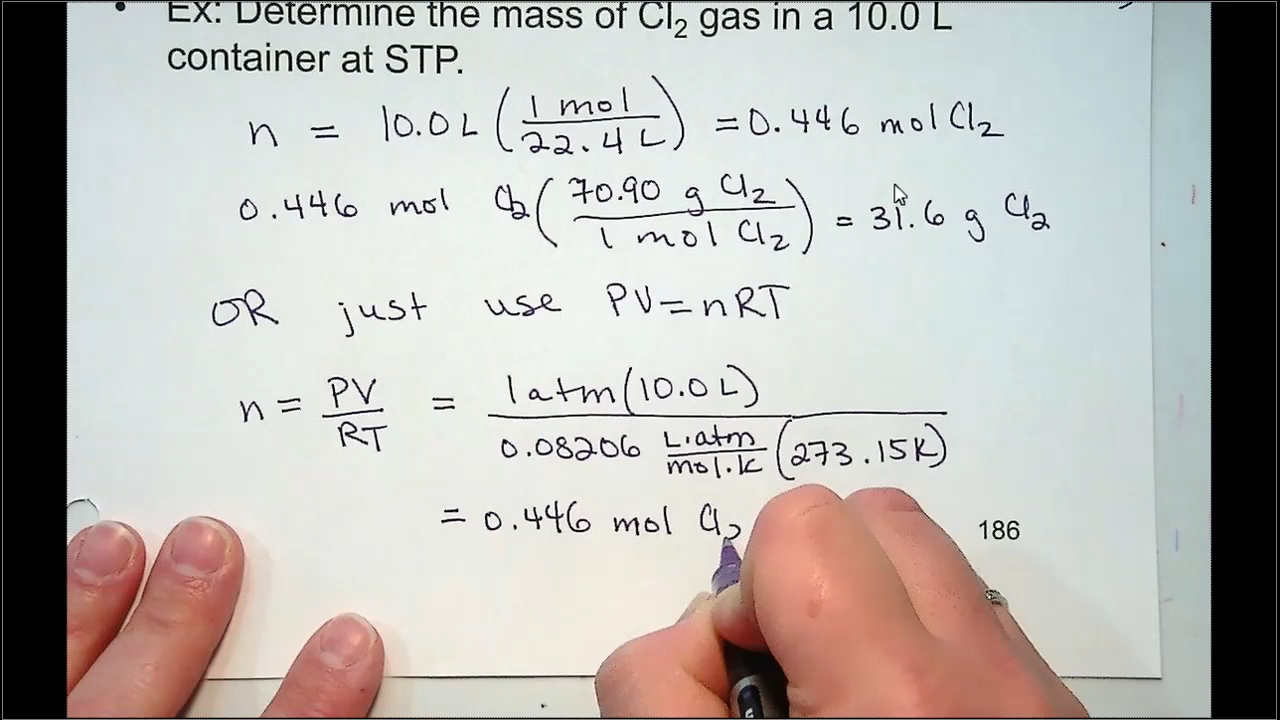 • Ex: Determine the mass of Cl₂ gas in a 10.0 L
container at STP.
n = 10.0 L (1 mol / 22.4 L) = 0.446 mol Cl₂
0.446 mol Cl₂ (70.90 g Cl₂ / 1 mol Cl₂) = 31.6 g Cl₂
OR just use PV=nRT
n = PV / RT = 1 atm (10.0 L) / 0.08206 L·atm / mol·K (273.15K)
= 0.446 mol Cl₂
186